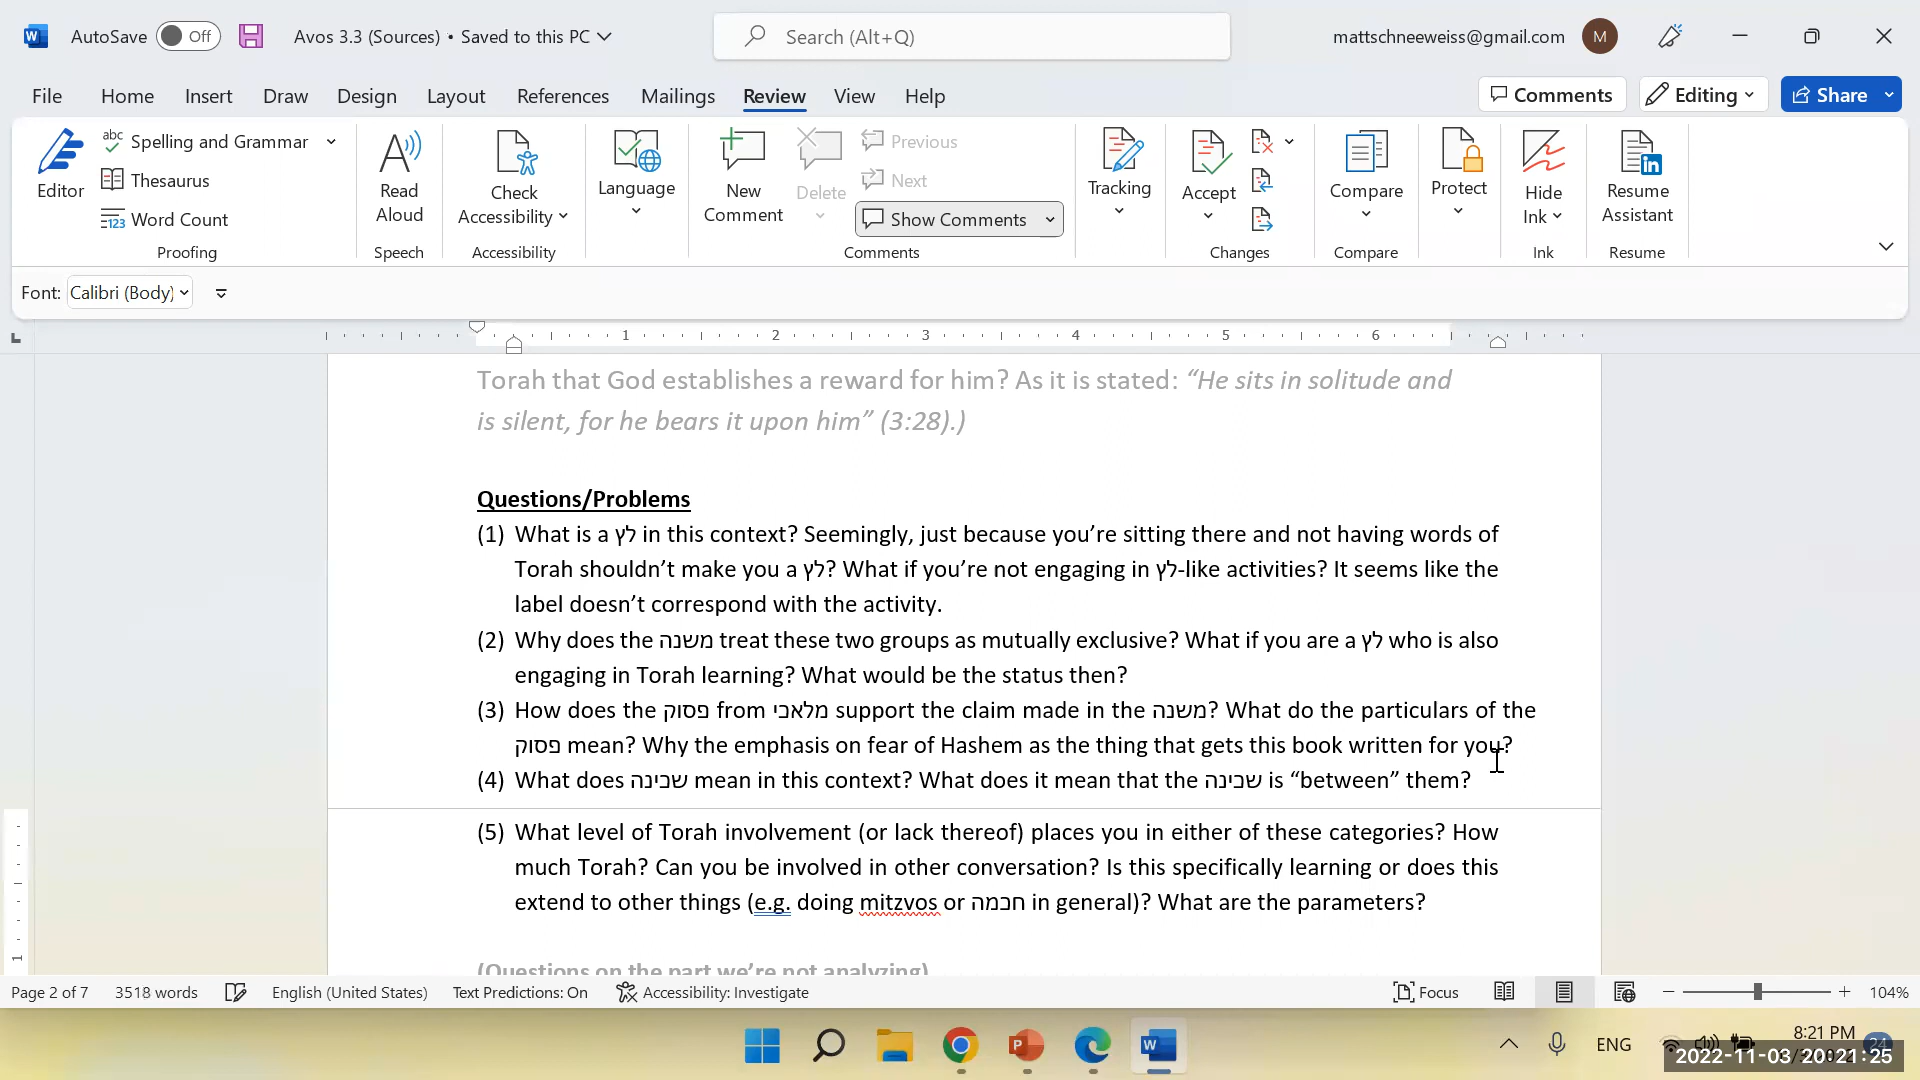 AutoSave Off Avos 3.3 (Sources) • Saved to this PC Search (Alt+Q) mattschneeweiss@gmail.com M
File Home Insert Draw Design Layout References Mailings Review View Help Comments Editing Share
Editor
Spelling and Grammar
Thesaurus
Word Count
Proofing
Read Aloud
Speech
Check Accessibility
Accessibility
Language
New Comment
Delete
Previous
Next
Show Comments
Comments
Tracking
Accept
Changes
Compare
Compare
Protect
Hide Ink
Ink
Resume Assistant
Resume
Font: Calibri (Body)
1 2 3 4 5 6
Torah that God establishes a reward for him? As it is stated: “He sits in solitude and
is silent, for he bears it upon him” (3:28).)
Questions/Problems
(1) What is a לץ in this context? Seemingly, just because you’re sitting there and not having words of
Torah shouldn’t make you a לץ? What if you’re not engaging in לץ-like activities? It seems like the
label doesn’t correspond with the activity.
(2) Why does the משנה treat these two groups as mutually exclusive? What if you are a לץ who is also
engaging in Torah learning? What would be the status then?
(3) How does the פסוק from מלאכי support the claim made in the משנה? What do the particulars of the
פסוק mean? Why the emphasis on fear of Hashem as the thing that gets this book written for you?
(4) What does שכינה mean in this context? What does it mean that the שכינה is “between” them?
(5) What level of Torah involvement (or lack thereof) places you in either of these categories? How
much Torah? Can you be involved in other conversation? Is this specifically learning or does this
extend to other things (e.g. doing mitzvos or חכמה in general)? What are the parameters?
(Questions on the part we’re not analyzing)
Page 2 of 7 3518 words English (United States) Text Predictions: On Accessibility: Investigate Focus 104%
ENG 8:21 PM 24
2022-11-03 20:21:25